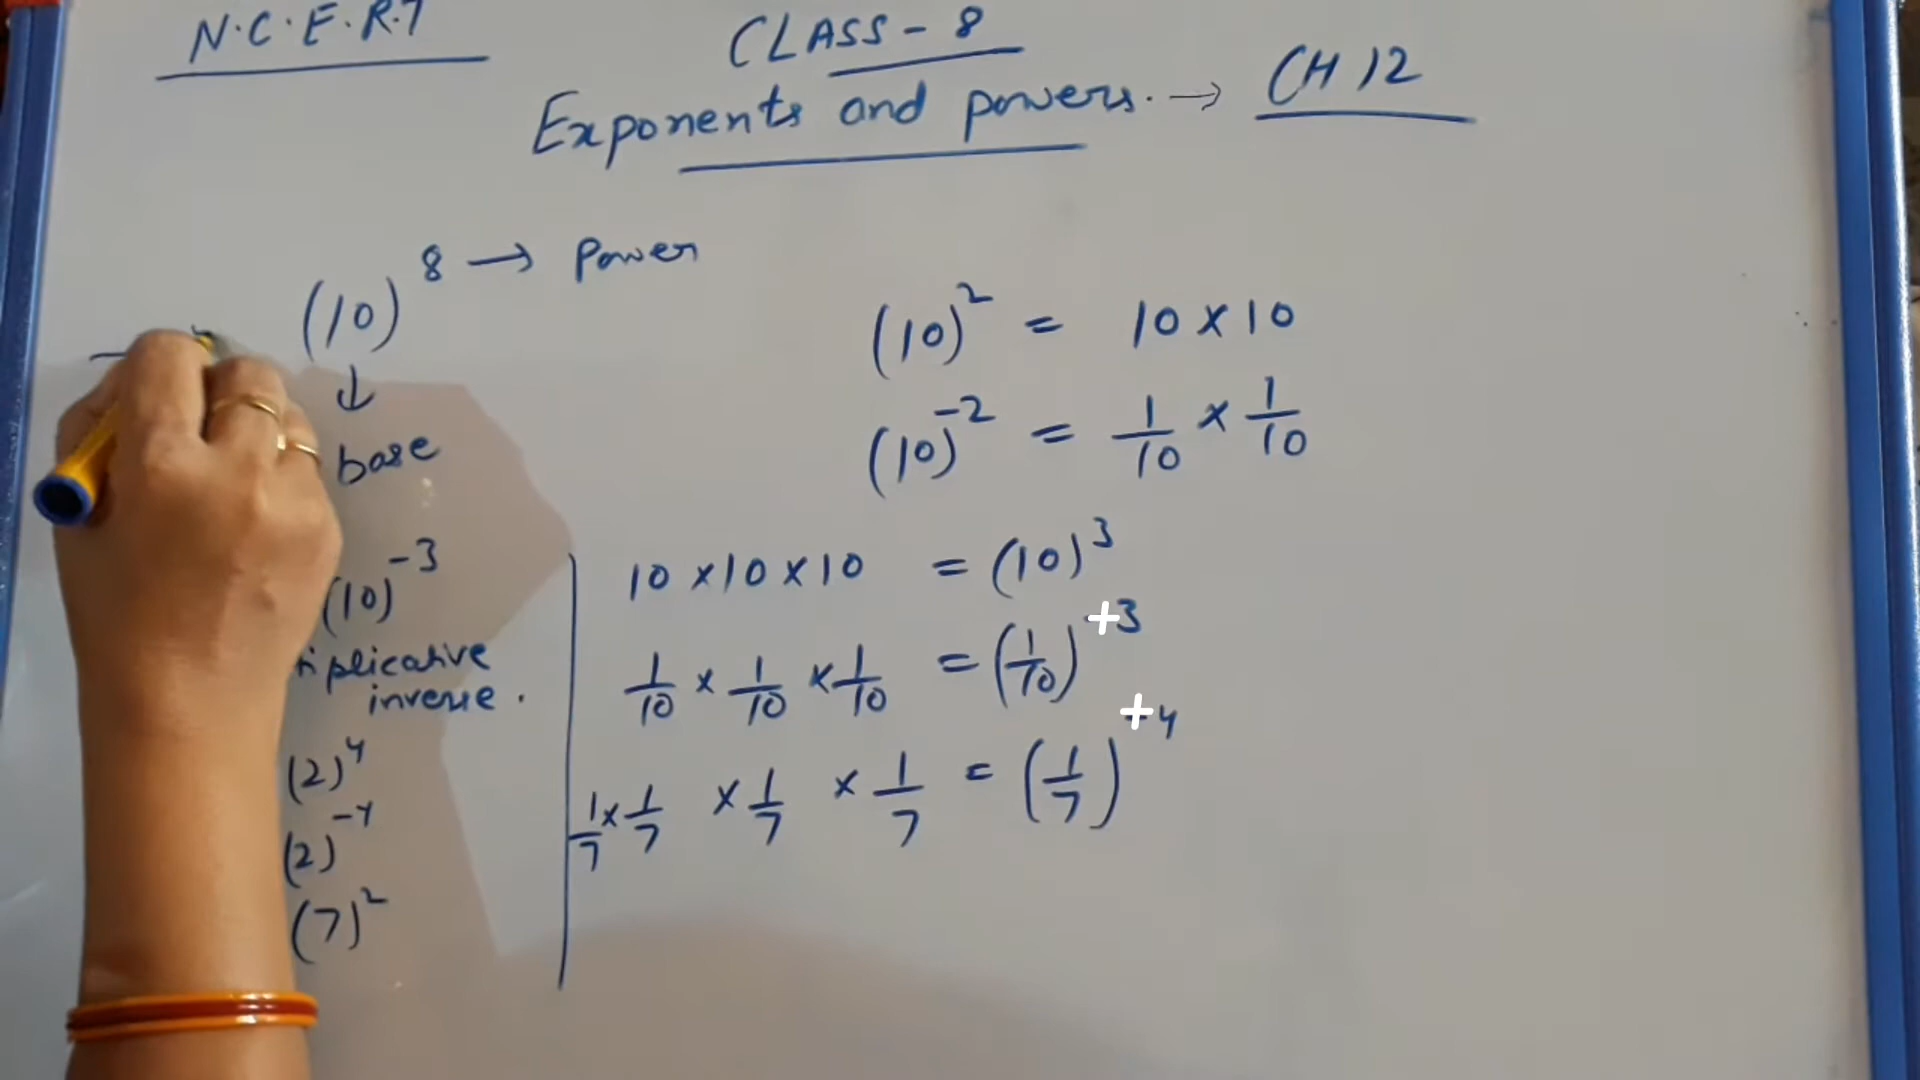 N.C.E.R.T
CLASS - 8
Exponents and powers. → CH 12
(10)^8 → Power
↓
base
(10)^2 = 10 × 10
(10)^-2 = 1/10 × 1/10
(10)^-3
inverse.
(2)^4
(2)^-4
(7)^2
10 × 10 × 10 = (10)^3
1/10 × 1/10 × 1/10 = (1/10)^+3
1/7 × 1/7 × 1/7 × 1/7 = (1/7)^+4